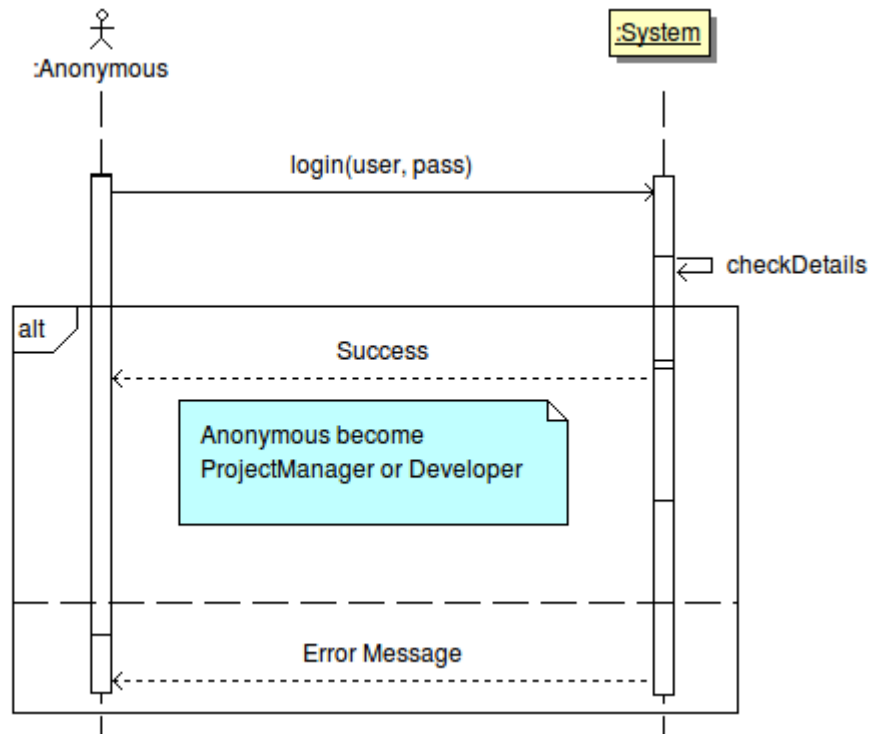 :Anonymous
:System
login(user, pass)
checkDetails
alt
Success
Anonymous become
ProjectManager or Developer
Error Message